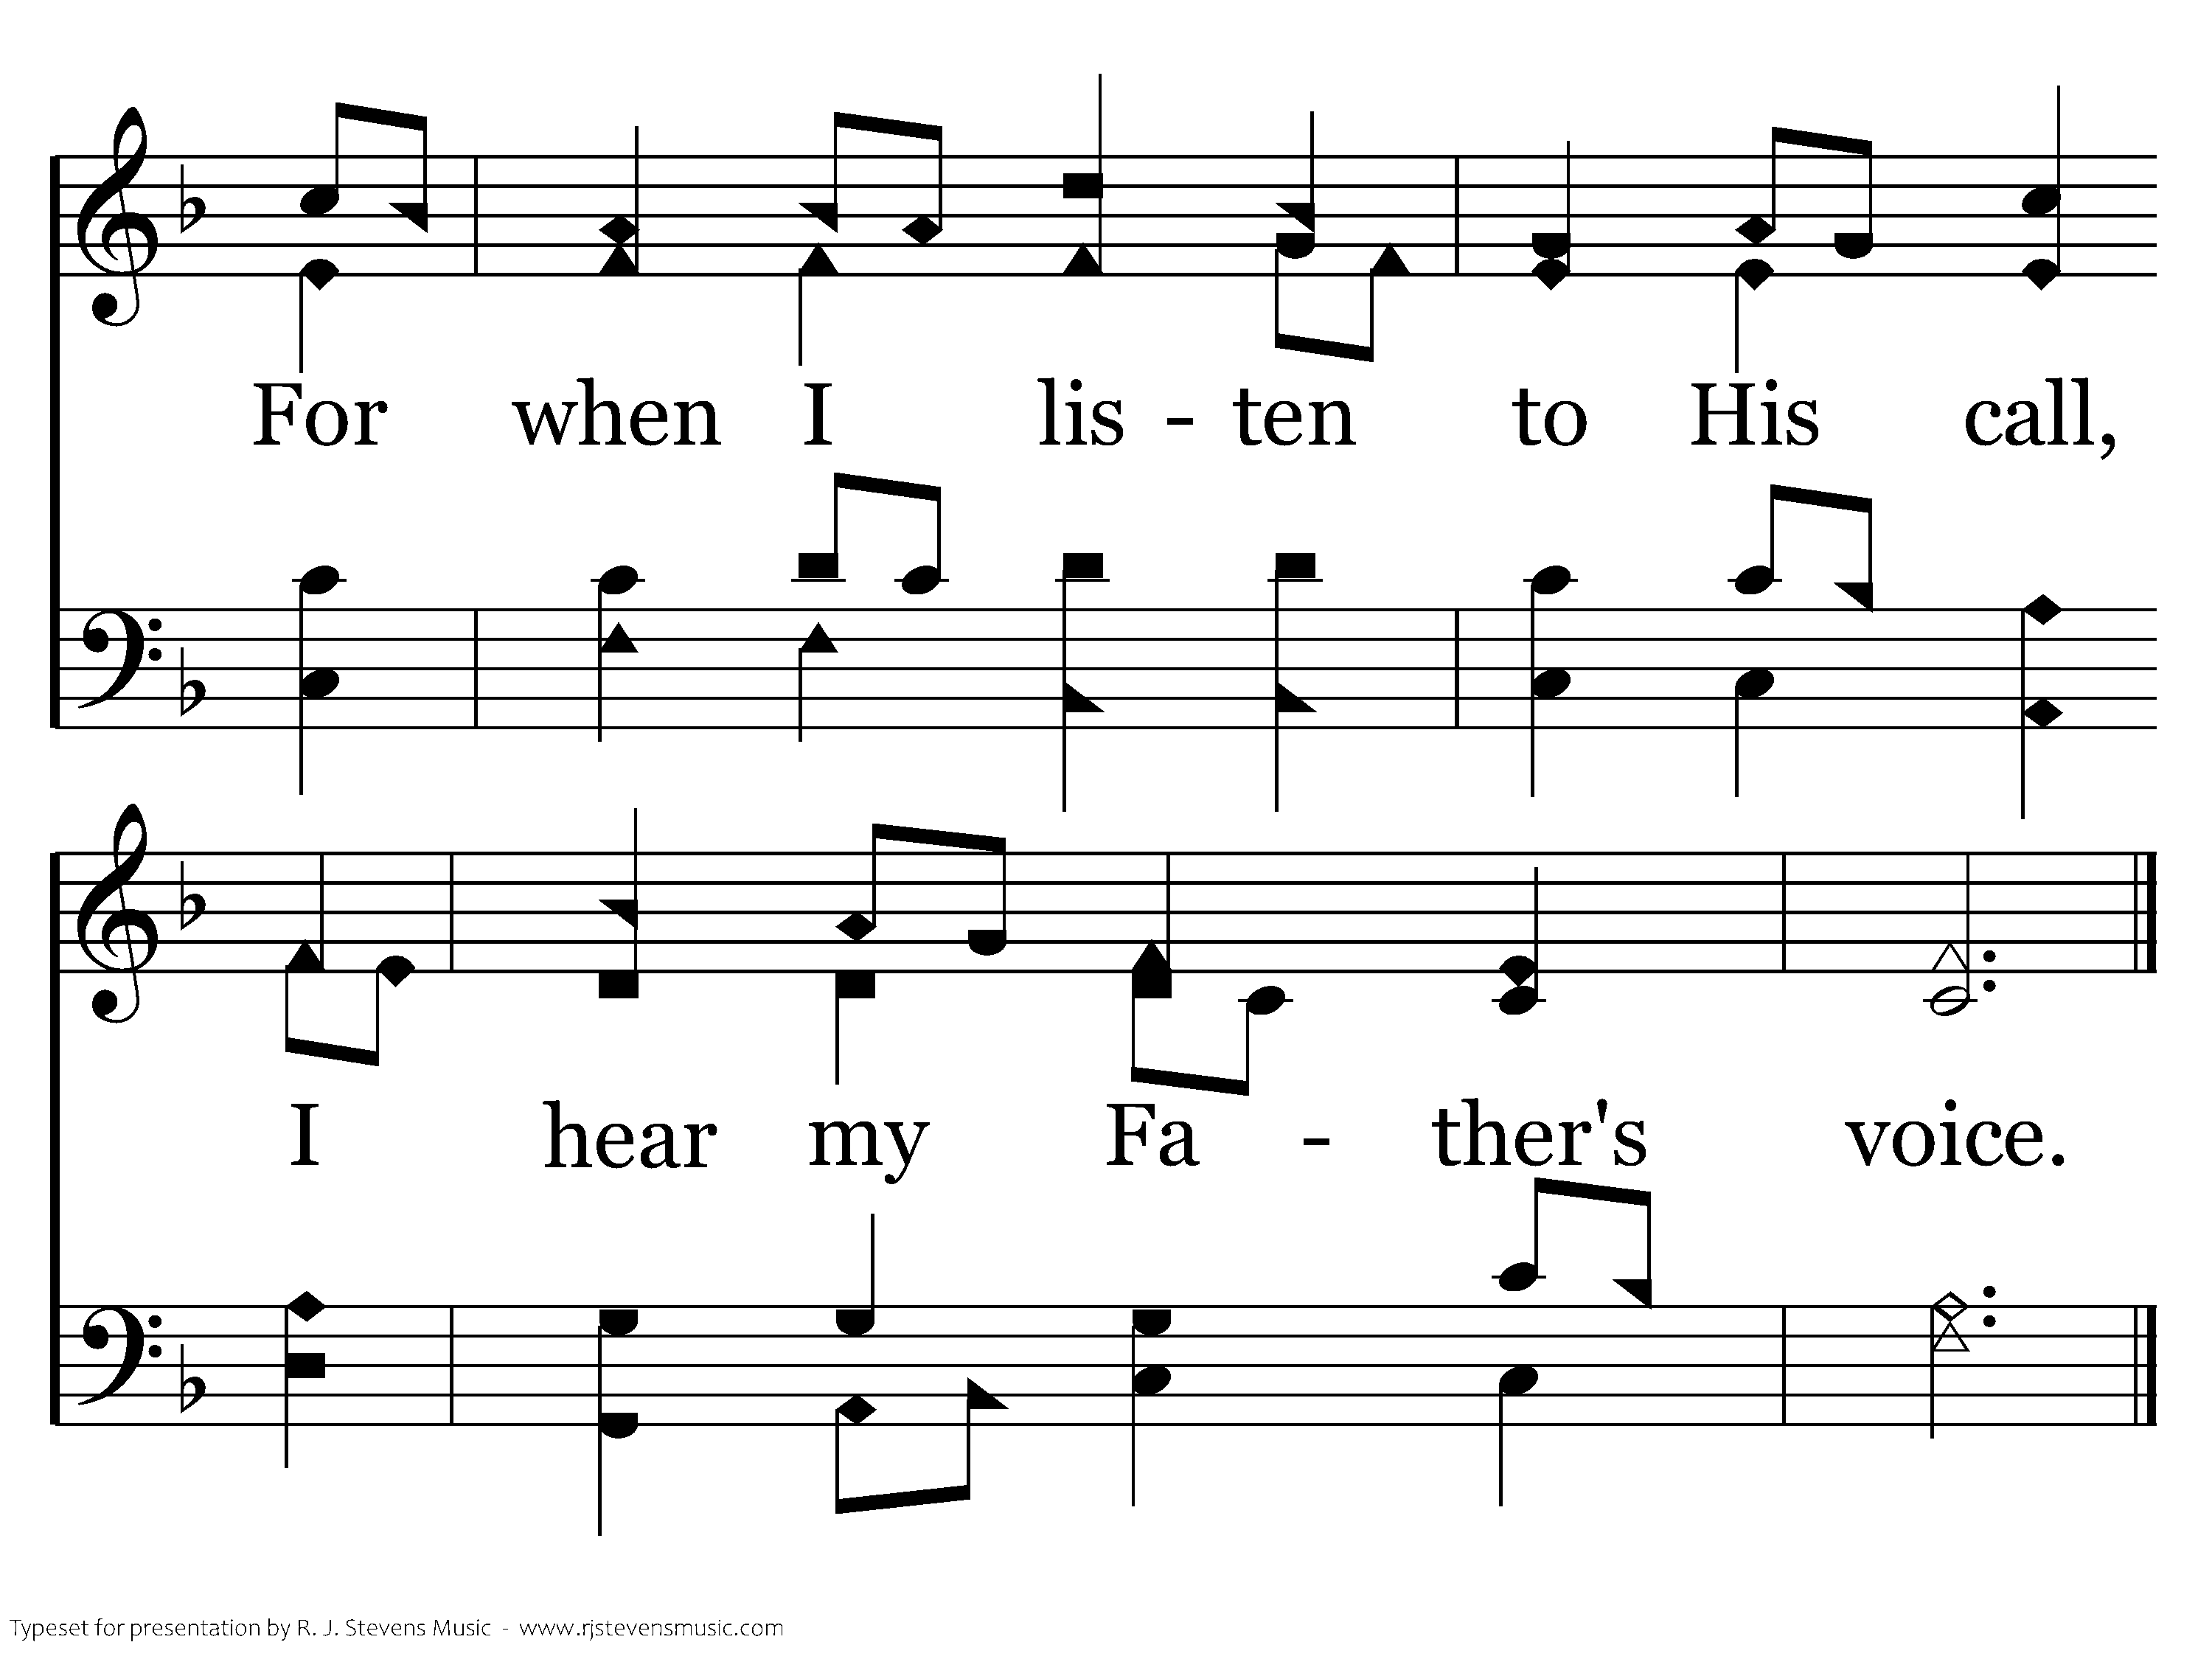 For when I lis - ten to His call,
I hear my Fa - ther's voice.
Typeset for presentation by R. J. Stevens Music - www.rjstevensmusic.com